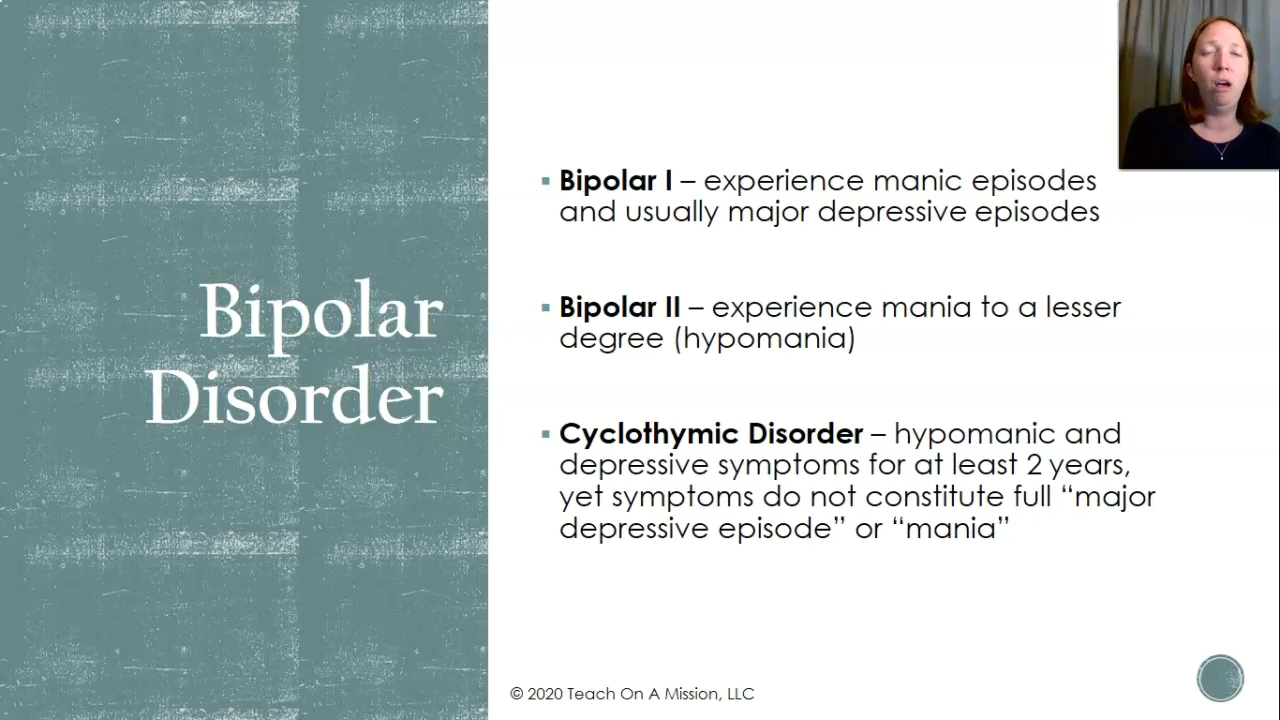 Bipolar
Disorder
▪ Bipolar I – experience manic episodes
and usually major depressive episodes
▪ Bipolar II – experience mania to a lesser
degree (hypomania)
▪ Cyclothymic Disorder – hypomanic and
depressive symptoms for at least 2 years,
yet symptoms do not constitute full “major
depressive episode” or “mania”
© 2020 Teach On A Mission, LLC